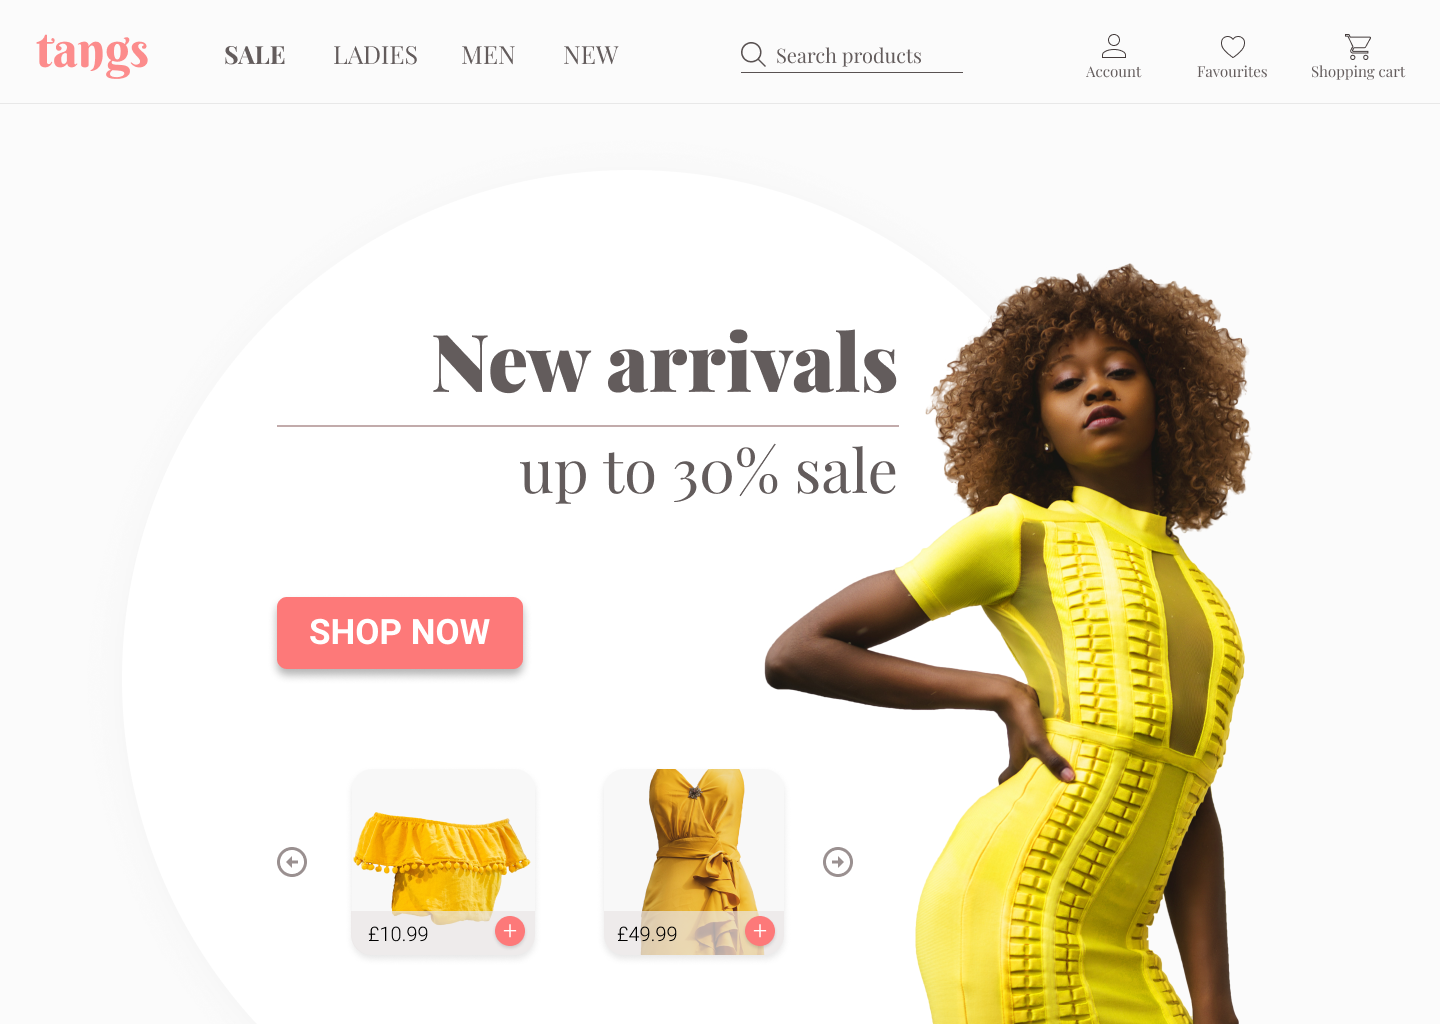 tangs
SALE LADIES MEN NEW
Search products
Account Favourites Shopping cart
New arrivals
up to 30% sale
SHOP NOW
£10.99
£49.99